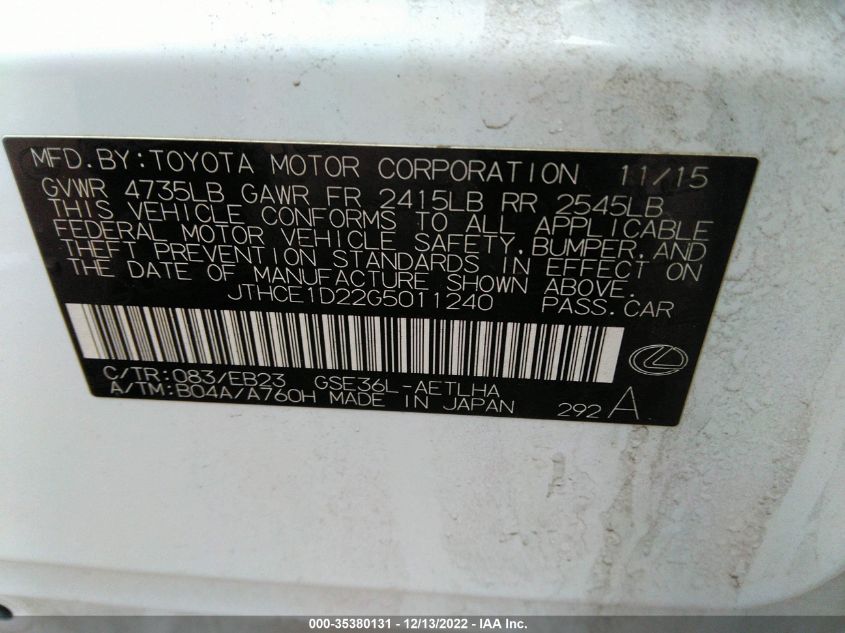 MFD.BY:TOYOTA MOTOR CORPORATION 11/15
GVWR 4735LB GAWR FR 2415LB RR 2545LB
THIS VEHICLE CONFORMS TO ALL APPLICABLE
FEDERAL MOTOR VEHICLE SAFETY,BUMPER,AND
THEFT PREVENTION STANDARDS IN EFFECT ON
THE DATE OF MANUFACTURE SHOWN ABOVE.
JTHCE1D22G5011240 PASS.CAR
C/TR:083/EB23 GSE36L-AETLHA
A/TM:B04A/A760H MADE IN JAPAN 292 A
000-35380131 - 12/13/2022 - IAA Inc.